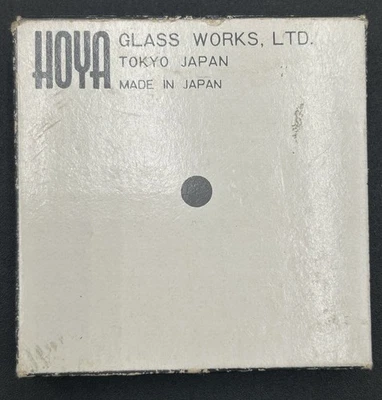 HOYA GLASS WORKS, LTD.
TOKYO JAPAN
MADE IN JAPAN